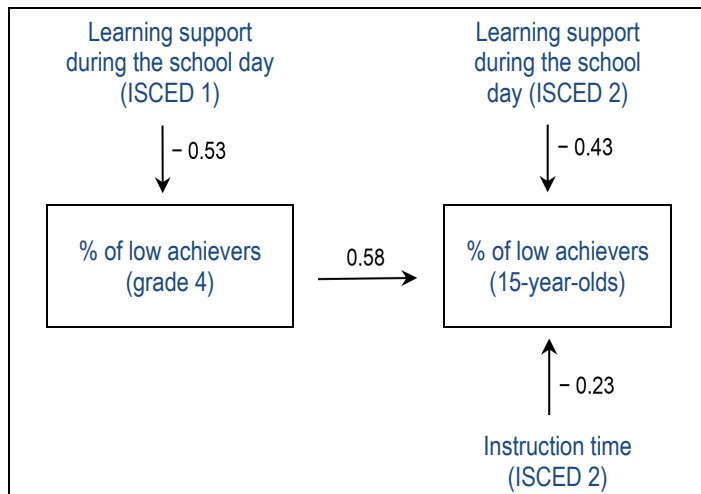 Learning support
during the school day
(ISCED 1)
Learning support
during the school
day (ISCED 2)
− 0.53
− 0.43
% of low achievers
(grade 4)
0.58
% of low achievers
(15-year-olds)
− 0.23
Instruction time
(ISCED 2)